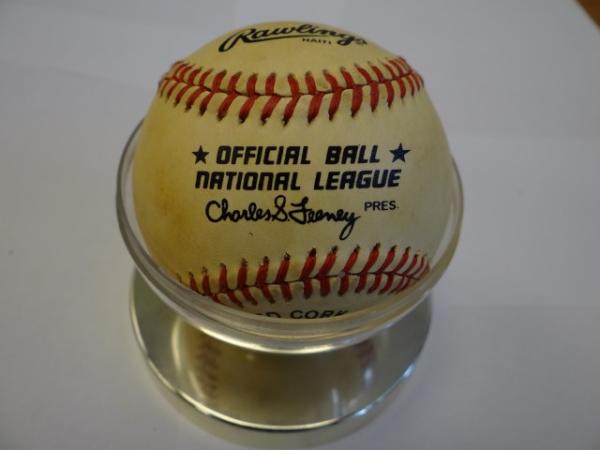 Rawlings
HAITI
★ OFFICIAL BALL ★
NATIONAL LEAGUE
Charles S. Feeney PRES.
CORK